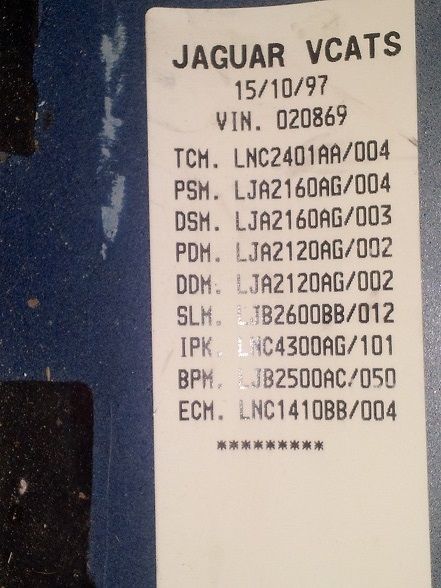 JAGUAR VCATS
15/10/97
VIN. 020869
TCM. LNC2401AA/004
PSM. LJA2160AG/004
DSM. LJA2160AG/003
PDM. LJA2120AG/002
DDM. LJA2120AG/002
SLM. LJB2600BB/012
IPK. LNC4300AG/101
BPM. LJB2500AC/050
ECM. LNC1410BB/004
*********